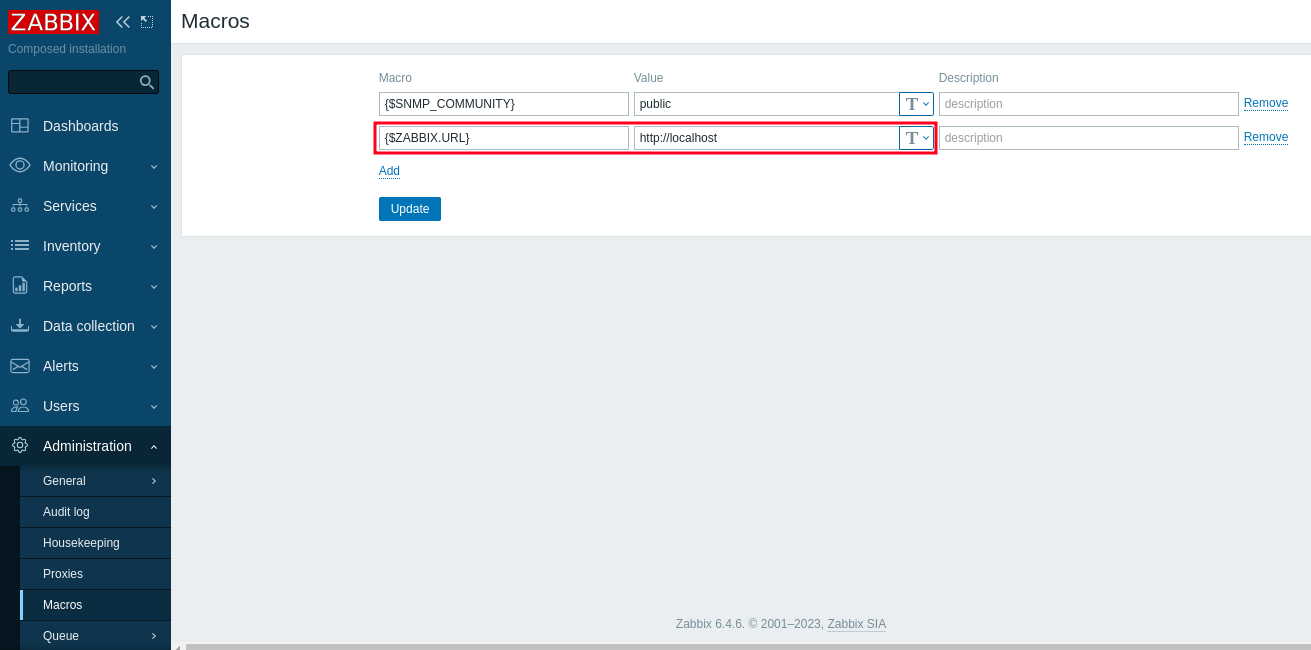 ZABBIX
Composed installation
Dashboards
Monitoring
Services
Inventory
Reports
Data collection
Alerts
Users
Administration
General
Audit log
Housekeeping
Proxies
Macros
Queue
Macros
Macro Value Description
{$SNMP_COMMUNITY} public T description Remove
{$ZABBIX.URL} http://localhost T description Remove
Add
Update
Zabbix 6.4.6. © 2001–2023, Zabbix SIA